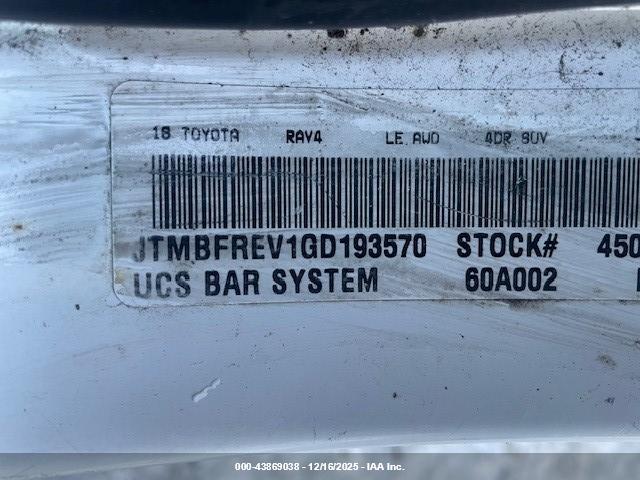 16 TOYOTA RAV4 LE AWD 4DR SUV
JTMBFREV1GD193570 STOCK# 450
UCS BAR SYSTEM 60A002
000-43869038 - 12/16/2025 - IAA Inc.